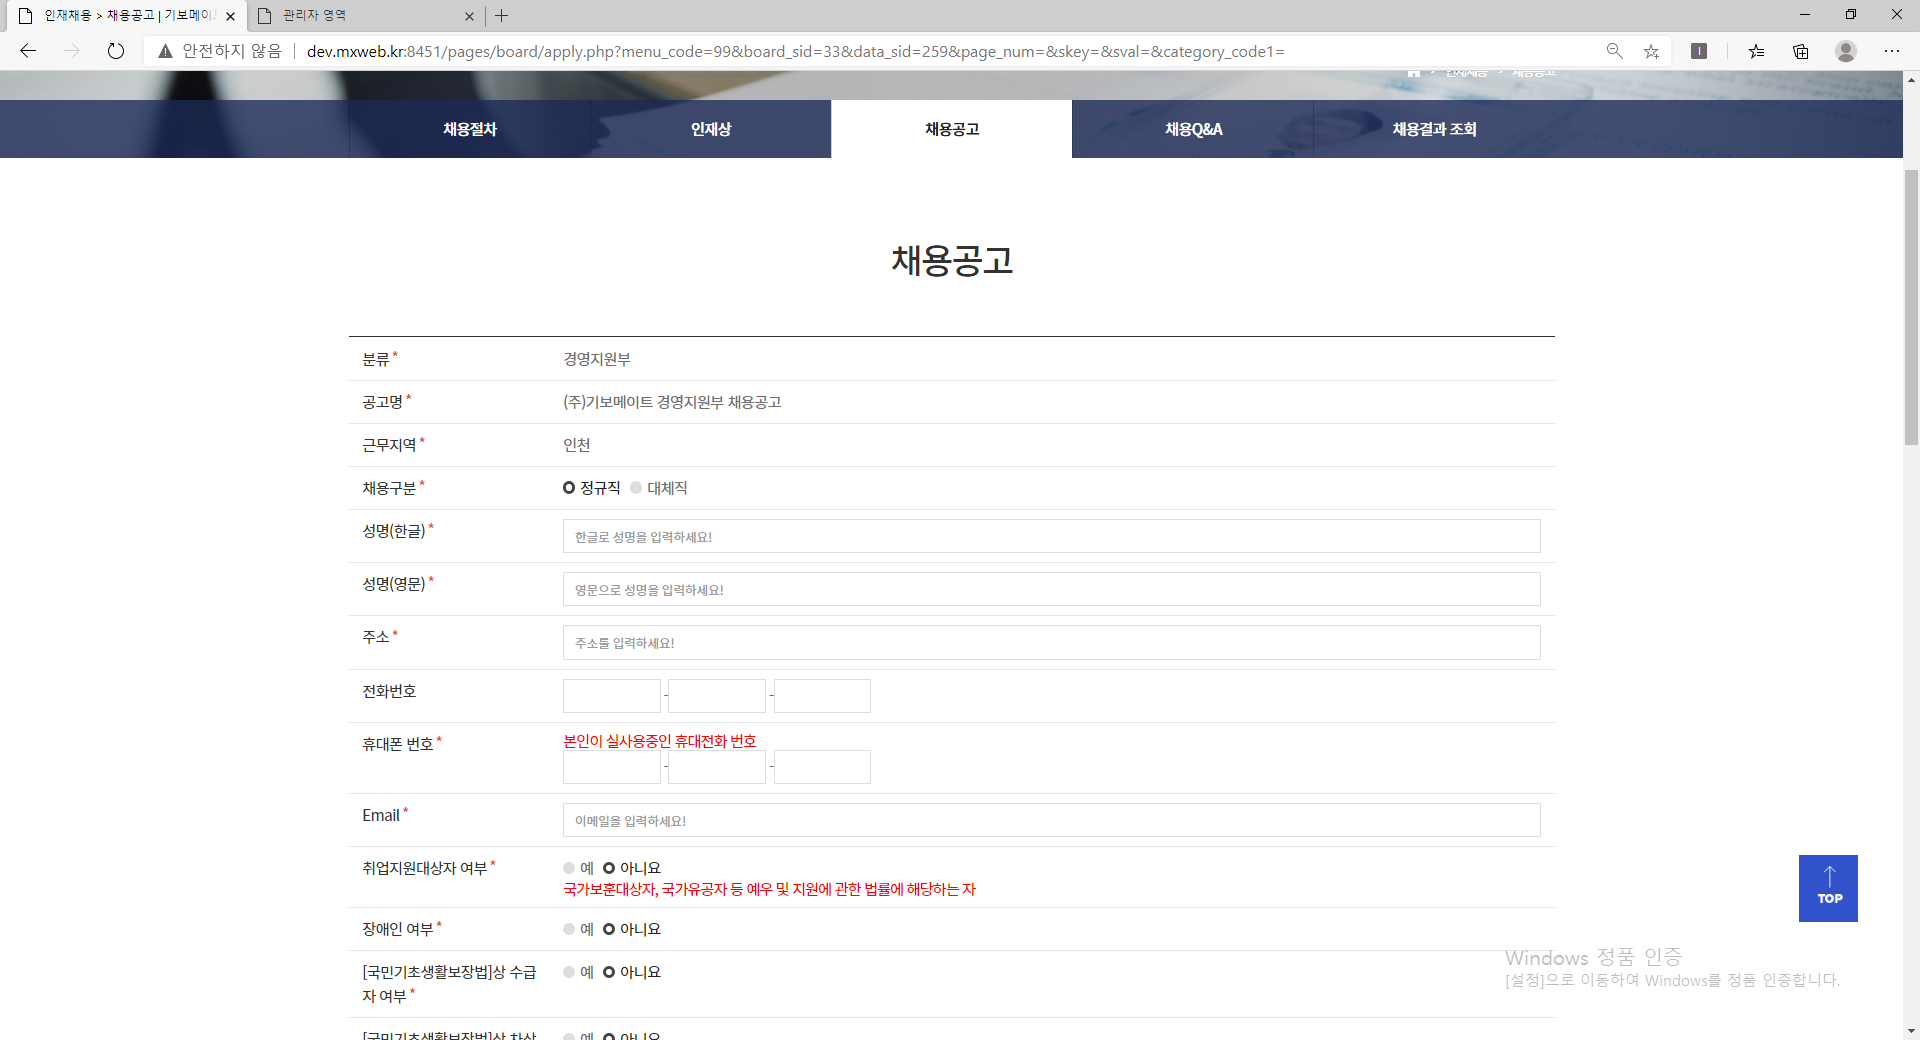 인재채용 > 채용공고 | 기보메이트
관리자 영역
안전하지 않음
dev.mxweb.kr:8451/pages/board/apply.php?menu_code=99&board_sid=33&data_sid=259&page_num=&skey=&sval=&category_code1=
인재채용 > 채용공고
채용절차
인재상
채용공고
채용Q&A
채용결과 조회
채용공고
분류 *
경영지원부
공고명 *
(주)기보메이트 경영지원부 채용공고
근무지역 *
인천
채용구분 *
정규직 대체직
성명(한글) *
한글로 성명을 입력하세요!
성명(영문) *
영문으로 성명을 입력하세요!
주소 *
주소를 입력하세요!
전화번호
- -
휴대폰 번호 *
본인이 실사용중인 휴대전화 번호
- -
Email *
이메일을 입력하세요!
취업지원대상자 여부 *
예 아니요
국가보훈대상자, 국가유공자 등 예우 및 지원에 관한 법률에 해당하는 자
장애인 여부 *
예 아니요
[국민기초생활보장법]상 수급
자 여부 *
예 아니요
[국민기초생활보장법]상 차상
예 아니요
TOP
Windows 정품 인증
[설정]으로 이동하여 Windows를 정품 인증합니다.